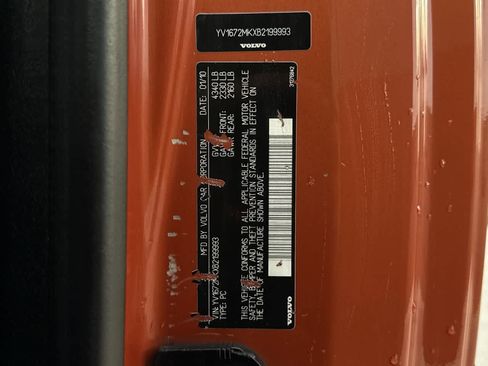 YV1672MKXB2199993
VOLVO
MFD BY VOLVO CAR CORPORATION DATE: 01/10
GVWR: 4340 LB
GAWR FRONT: 2330 LB
GAWR REAR: 2160 LB
VIN: YV1672MKXB2199993
TYPE: PC
THIS VEHICLE CONFORMS TO ALL APPLICABLE FEDERAL MOTOR VEHICLE
SAFETY, BUMPER AND THEFT PREVENTION STANDARDS IN EFFECT ON
THE DATE OF MANUFACTURE SHOWN ABOVE.
VOLVO